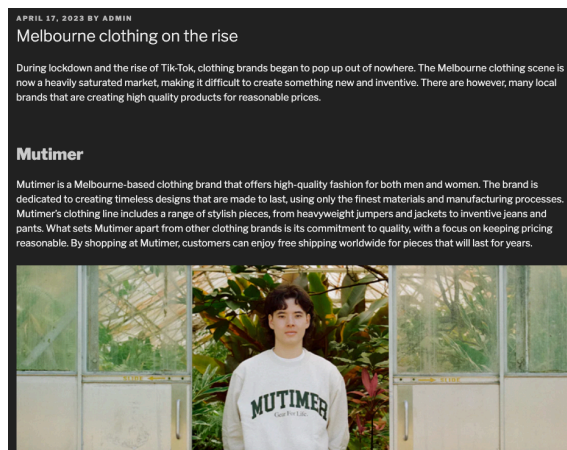 APRIL 17, 2023 BY ADMIN
Melbourne clothing on the rise
During lockdown and the rise of Tik-Tok, clothing brands began to pop up out of nowhere. The Melbourne clothing scene is
now a heavily saturated market, making it difficult to create something new and inventive. There are however, many local
brands that are creating high quality products for reasonable prices.
Mutimer
Mutimer is a Melbourne-based clothing brand that offers high-quality fashion for both men and women. The brand is
dedicated to creating timeless designs that are made to last, using only the finest materials and manufacturing processes.
Mutimer's clothing line includes a range of stylish pieces, from heavyweight jumpers and jackets to inventive jeans and
pants. What sets Mutimer apart from other clothing brands is its commitment to quality, with a focus on keeping pricing
reasonable. By shopping at Mutimer, customers can enjoy free shipping worldwide for pieces that will last for years.
MUTIMER